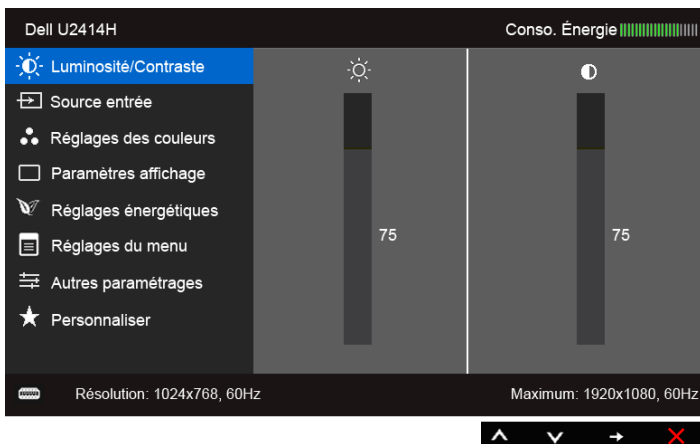 Dell U2414H Conso. Énergie
Luminosité/Contraste
Source entrée
Réglages des couleurs
Paramètres affichage
Réglages énergétiques
75 75
Réglages du menu
Autres paramétrages
Personnaliser
Résolution: 1024x768, 60Hz Maximum: 1920x1080, 60Hz